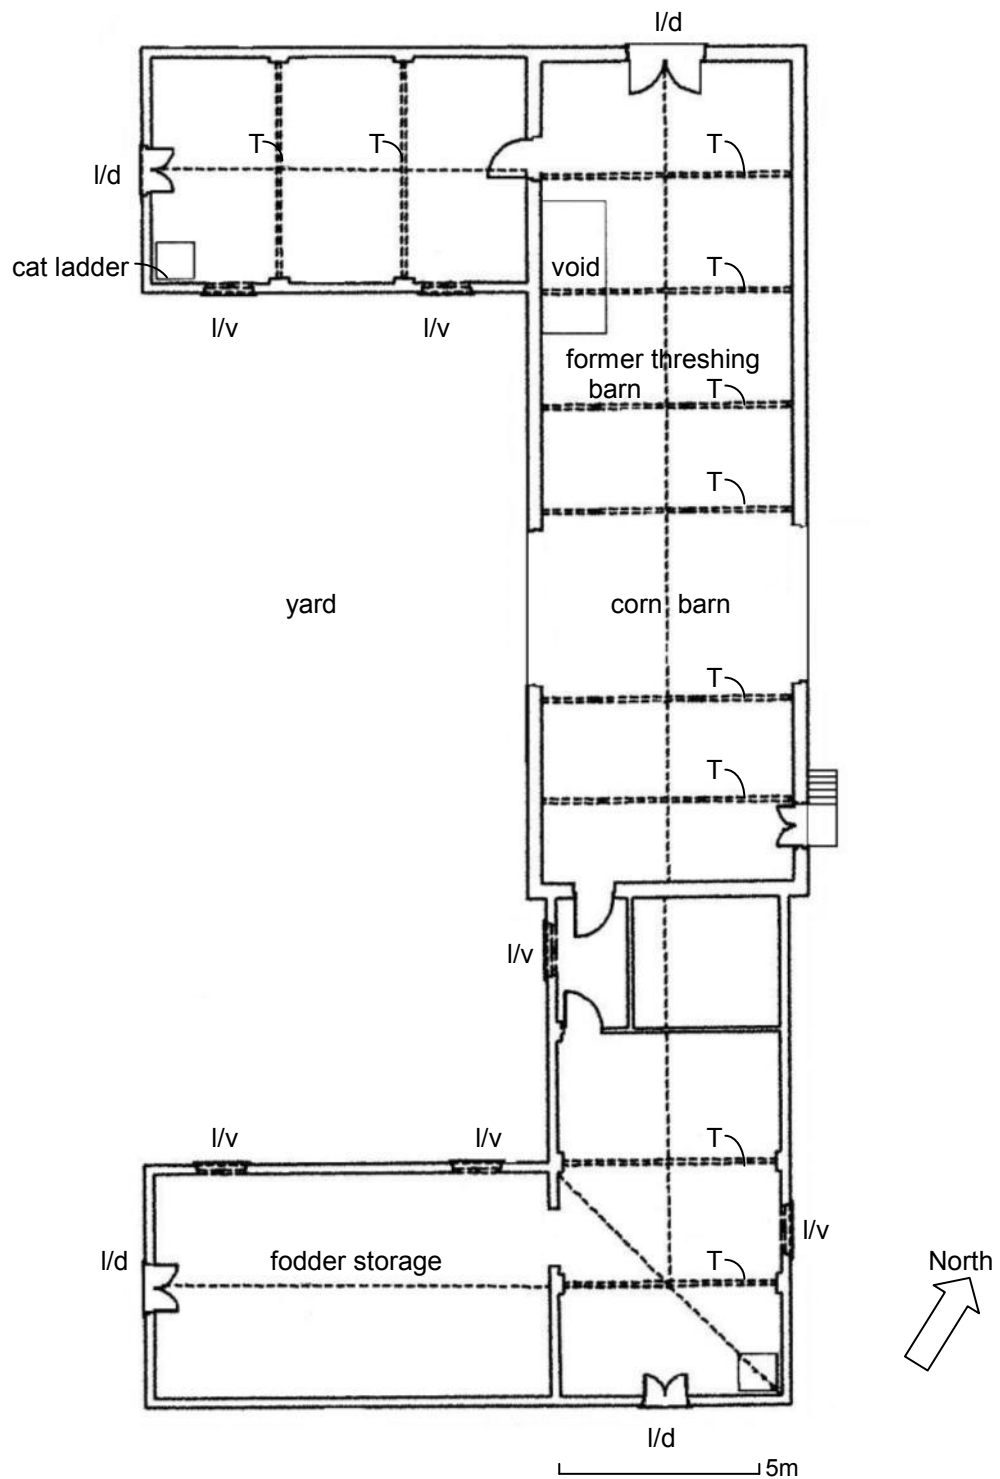 l/d
T
T
T
l/d
cat ladder
void
T
l/v
l/v
former threshing
barn
T
T
yard
corn barn
T
T
l/v
l/v
l/v
T
l/v
l/d
fodder storage
T
North
l/d
5m